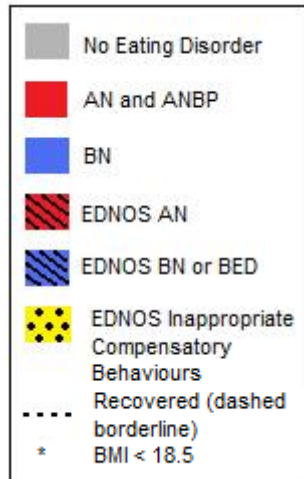 No Eating Disorder
AN and ANBP
BN
EDNOS AN
EDNOS BN or BED
EDNOS Inappropriate
Compensatory
Behaviours
Recovered (dashed
borderline)
* BMI < 18.5